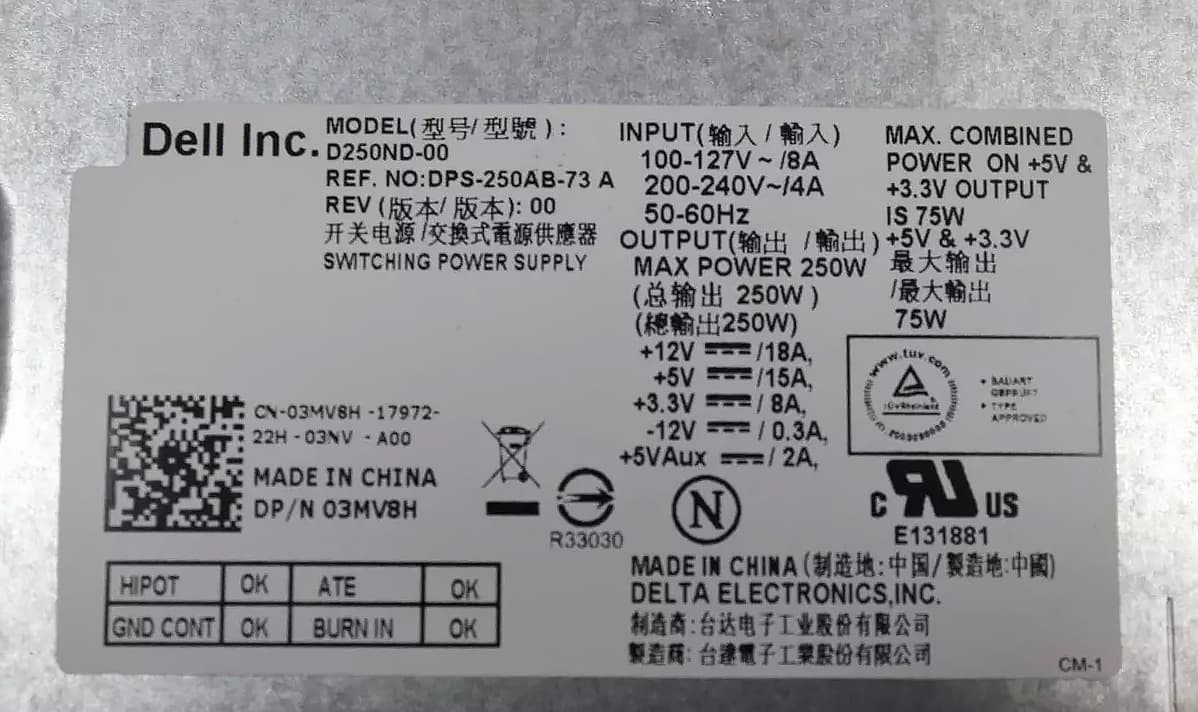 Dell Inc.
MODEL(型号/型號):
D250ND-00
REF. NO:DPS-250AB-73 A
REV (版本/版本): 00
开关电源/交換式電源供應器
SWITCHING POWER SUPPLY
INPUT(输入/輸入)
100-127V~/8A
200-240V~/4A
50-60Hz
OUTPUT(输出/輸出)
MAX POWER 250W
(总输出 250W)
(總輸出250W)
+12V ⎓/18A,
+5V ⎓/15A,
+3.3V ⎓/ 8A,
-12V ⎓/ 0.3A,
+5VAux ⎓/ 2A,
MAX. COMBINED
POWER ON +5V &
+3.3V OUTPUT
IS 75W
+5V & +3.3V
最大输出
/最大輸出
75W
www.tuv.com
TÜVRheinland
BAUART
GEPRÜFT
TYPE
APPROVED
CN-03MV8H -17972-
22H-03NV -A00
MADE IN CHINA
DP/N 03MV8H
R33030
N
C UR US
E131881
HIPOT OK ATE OK
GND CONT OK BURN IN OK
MADE IN CHINA (制造地:中国/製造地:中國)
DELTA ELECTRONICS,INC.
制造商:台达电子工业股份有限公司
製造商:台達電子工業股份有限公司
CM-1